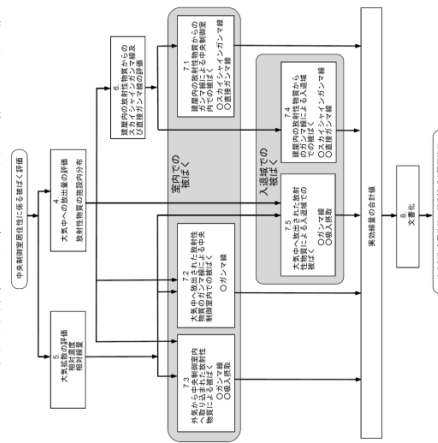 中央制御室居住性に係る被ばく評価
5.
大気拡散の評価
相対濃度
相対線量
4.
大気中への放出量の評価
放射性物質の施設内分布
6.
建屋内の放射性物質からの
スカイシャインガンマ線及
び直接ガンマ線の評価
室内での
被ばく
7.3
外気から中央制御室内
へ取り込まれた放射性
物質による被ばく
○ガンマ線
○吸入摂取
7.2
大気中へ放出された放射性
物質のガンマ線による中央
制御室内での被ばく
○ガンマ線
7.1
建屋内の放射性物質からの
ガンマ線による中央制御室
内での被ばく
○スカイシャインガンマ線
○直接ガンマ線
入退域での
被ばく
7.5
大気中へ放出された放射
性物質による入退域での
被ばく
○ガンマ線
○吸入摂取
7.4
建屋内の放射性物質から
のガンマ線による入退域
での被ばく
○スカイシャインガンマ線
○直接ガンマ線
実効線量の合計値
8.
文書化